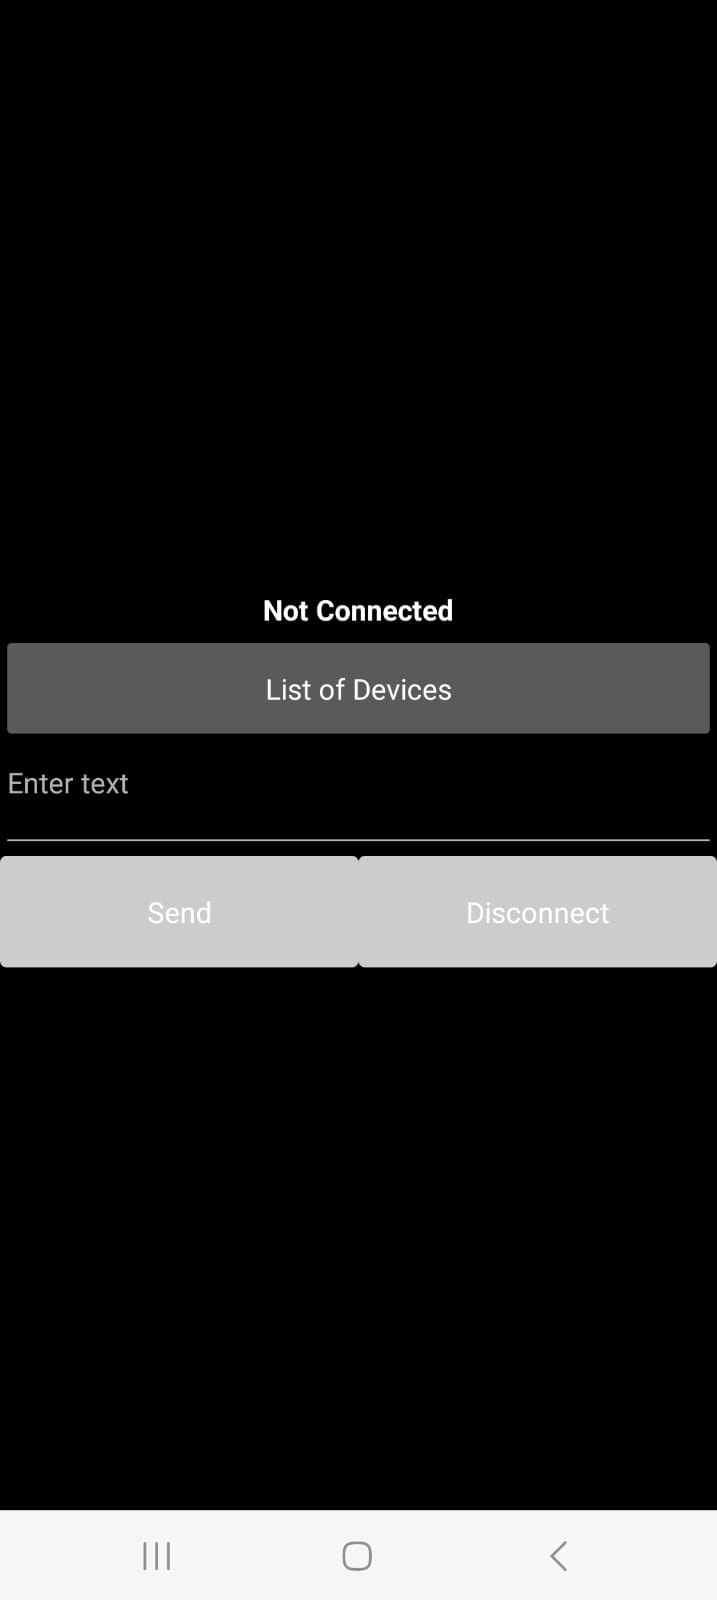 Not Connected
List of Devices
Enter text
Send
Disconnect